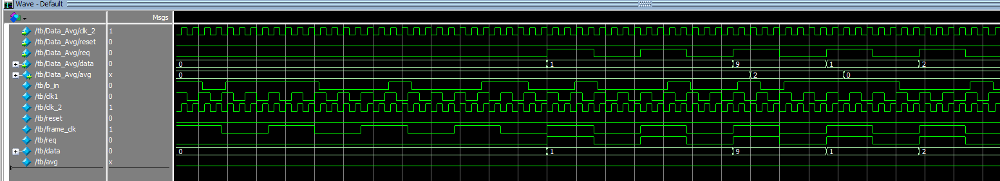 Wave - Default
Msgs
/tb/Data_Avg/clk_2 1
/tb/Data_Avg/reset 0
/tb/Data_Avg/req 0
/tb/Data_Avg/data 0 0 1 9 1 2
/tb/Data_Avg/avg x 0 2 0
/tb/b_in 0
/tb/clk1 0
/tb/clk_2 1
/tb/reset 0
/tb/frame_clk 1
/tb/req 0
/tb/data 0 0 1 9 1 2
/tb/avg x